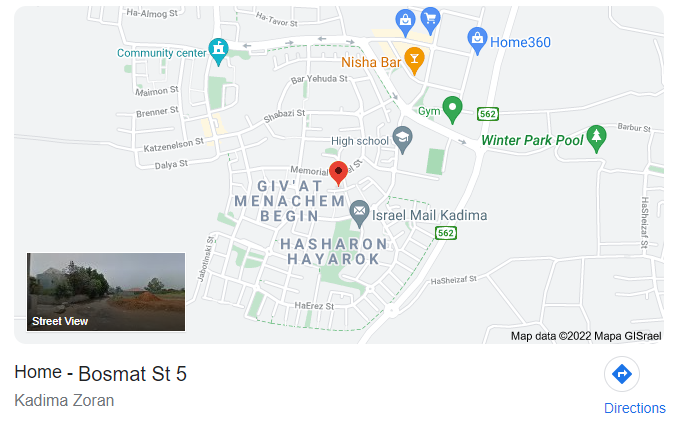 Ha-Almog St
Ha-Tavor St
Community center
Home360
Nisha Bar
Bar Yehuda St
Maimon St
Gym
562
Brenner St
Shabazi St
Barbur St
High school
Winter Park Pool
Katzenelson St
Dalya St
Memorial
St
GIV'AT
MENACHEM
BEGIN
HaSheizaf St
Israel Mail Kadima
562
HASHARON
HAYAROK
Jabotinski St
HaSheizaf St
HaErez St
Street View
Map data ©2022 Mapa GISrael
Home - Bosmat St 5
Kadima Zoran
Directions